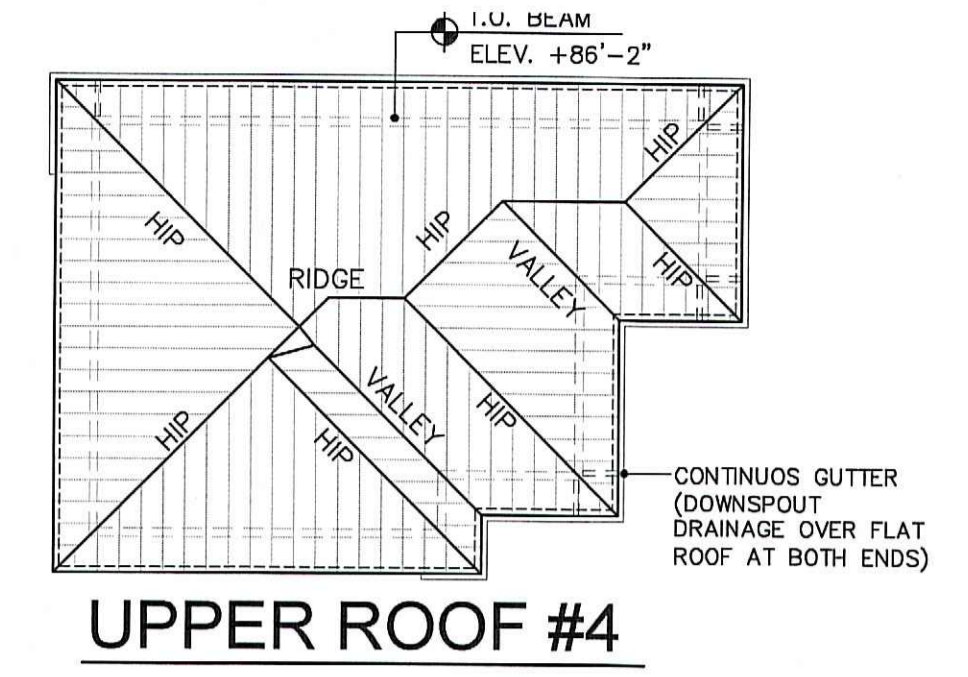 T.O. BEAM
ELEV. +86'-2"
HIP
HIP
HIP
VALLEY
HIP
RIDGE
VALLEY
HIP
HIP
HIP
CONTINUOS GUTTER
(DOWNSPOUT
DRAINAGE OVER FLAT
ROOF AT BOTH ENDS)
UPPER ROOF #4